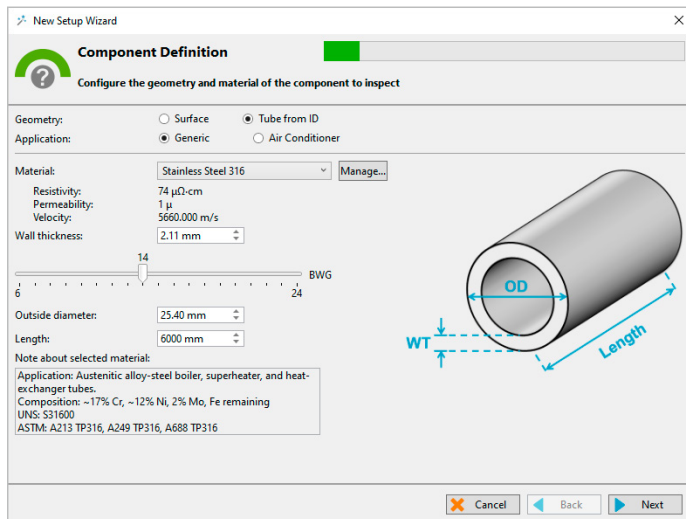 New Setup Wizard
Component Definition
Configure the geometry and material of the component to inspect
Geometry: Surface Tube from ID
Application: Generic Air Conditioner
Material: Stainless Steel 316 Manage...
Resistivity: 74 µΩ·cm
Permeability: 1 µ
Velocity: 5660.000 m/s
Wall thickness: 2.11 mm
14
BWG
6 24
Outside diameter: 25.40 mm
Length: 6000 mm
Note about selected material:
Application: Austenitic alloy-steel boiler, superheater, and heat-
exchanger tubes.
Composition: ~17% Cr, ~12% Ni, 2% Mo, Fe remaining
UNS: S31600
ASTM: A213 TP316, A249 TP316, A688 TP316
OD
WT
Length
Cancel Back Next